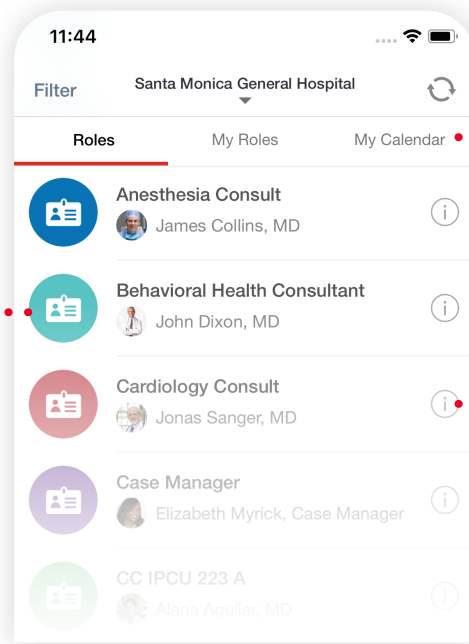 11:44
Filter
Santa Monica General Hospital
Roles
My Roles
My Calendar
Anesthesia Consult
James Collins, MD
Behavioral Health Consultant
John Dixon, MD
Cardiology Consult
Jonas Sanger, MD
Case Manager
Elizabeth Myrick, Case Manager
CC IPCU 223 A
Alana Aguilar, MD